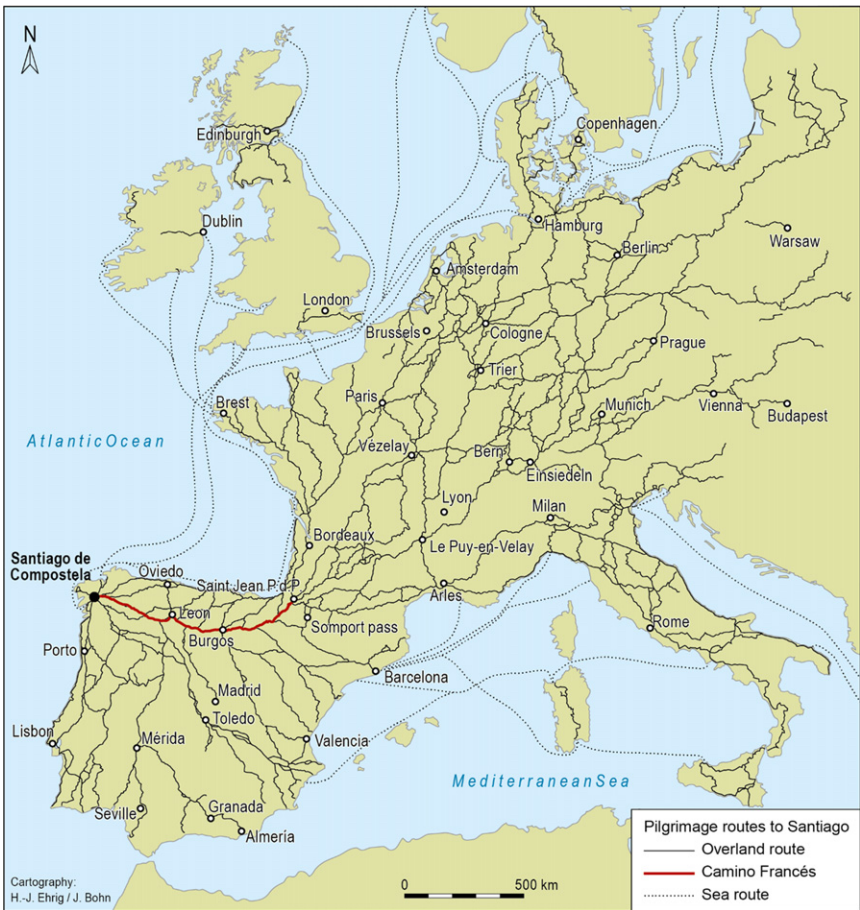 N
Edinburgh
Copenhagen
Dublin
Hamburg
Warsaw
Berlin
Amsterdam
London
Brussels
Cologne
Prague
Trier
Paris
Brest
Munich
Vienna
Budapest
Atlantic Ocean
Vézelay
Bern
Einsiedeln
Lyon
Milan
Bordeaux
Le Puy-en-Velay
Santiago de
Compostela
Oviedo
Saint Jean P.d.P.
Arles
Leon
Somport pass
Burgos
Rome
Porto
Barcelona
Madrid
Toledo
Lisbon
Mérida
Valencia
Mediterranean Sea
Seville
Granada
Almeria
Pilgrimage routes to Santiago
Overland route
Camino Francés
Sea route
Cartography:
H.-J. Ehrig / J. Bohn
0 500 km